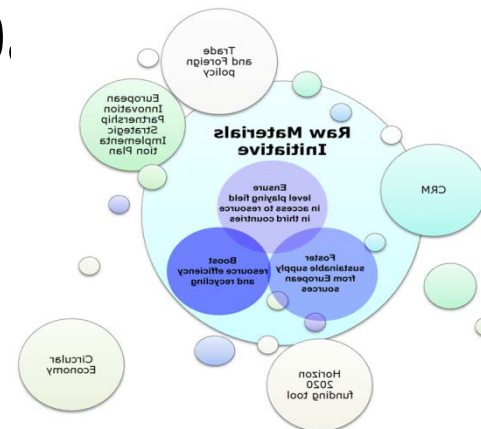 Trade
and Foreign
policy
European
Innovation
Partnership
Strategic
Implementa
tion Plan
Raw Materials
Initiative
CRM
Ensure
level playing field
in access to resource
in third countries
Boost
resource efficiency
and recycling
Foster
sustainable supply
from European
sources
Circular
Economy
Horizon
2020
funding tool